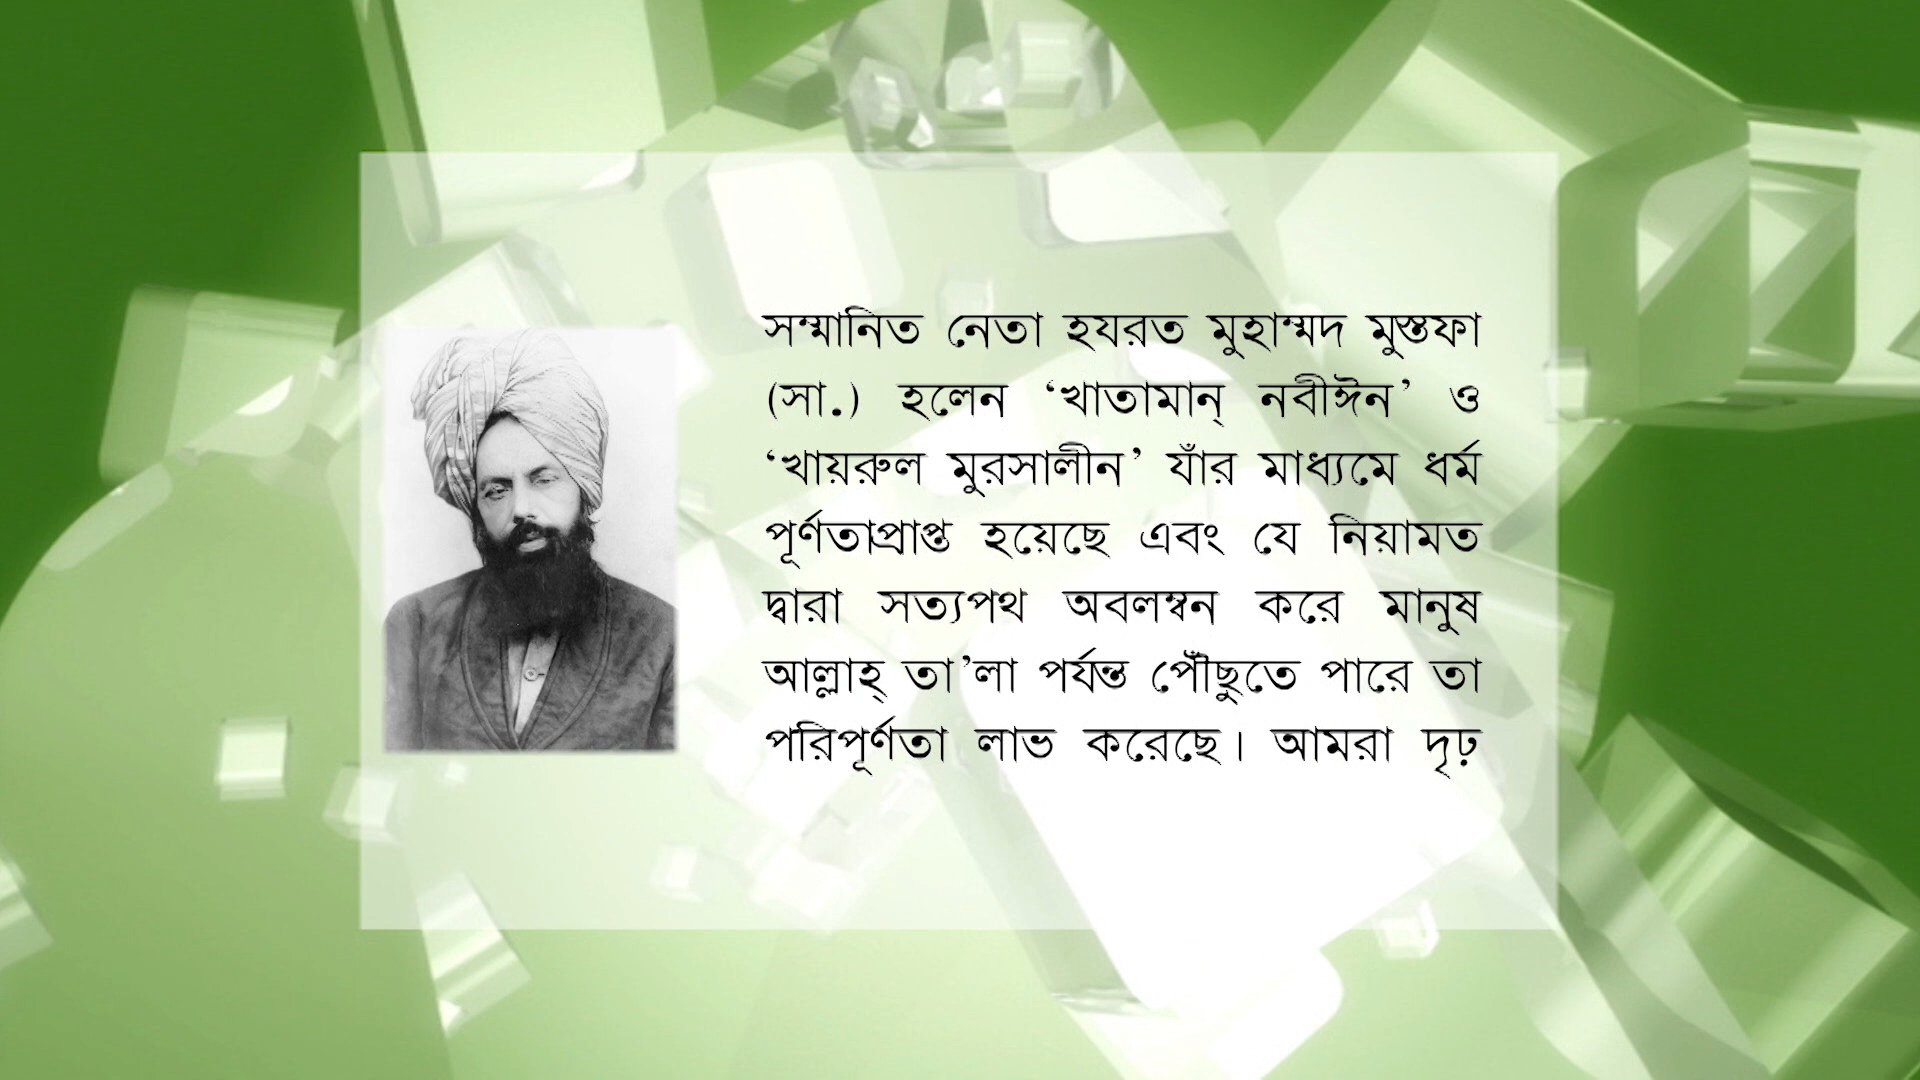 সম্মানিত নেতা হযরত মুহাম্মদ মুস্তফা
(সা.) হলেন ‘খাতামান্ নবীঈন’ ও
‘খায়রুল মুরসালীন’ যাঁর মাধ্যমে ধর্ম
পূর্ণতাপ্রাপ্ত হয়েছে এবং যে নিয়ামত
দ্বারা সত্যপথ অবলম্বন করে মানুষ
আল্লাহ্ তা’লা পর্যন্ত পৌঁছুতে পারে তা
পরিপূর্ণতা লাভ করেছে। আমরা দৃঢ়